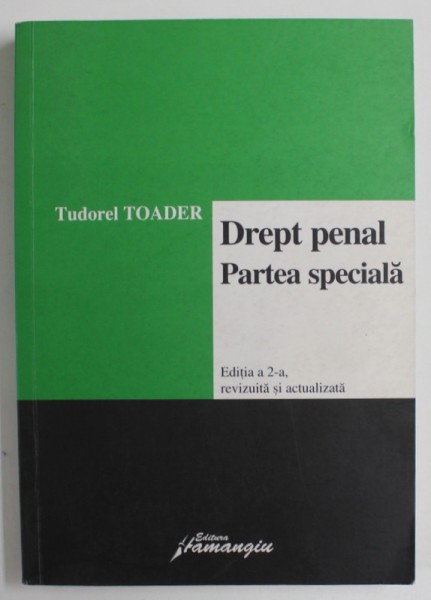 Tudorel TOADER
Drept penal
Partea specială
Ediția a 2-a,
revizuită și actualizată
Editura
Hamangiu